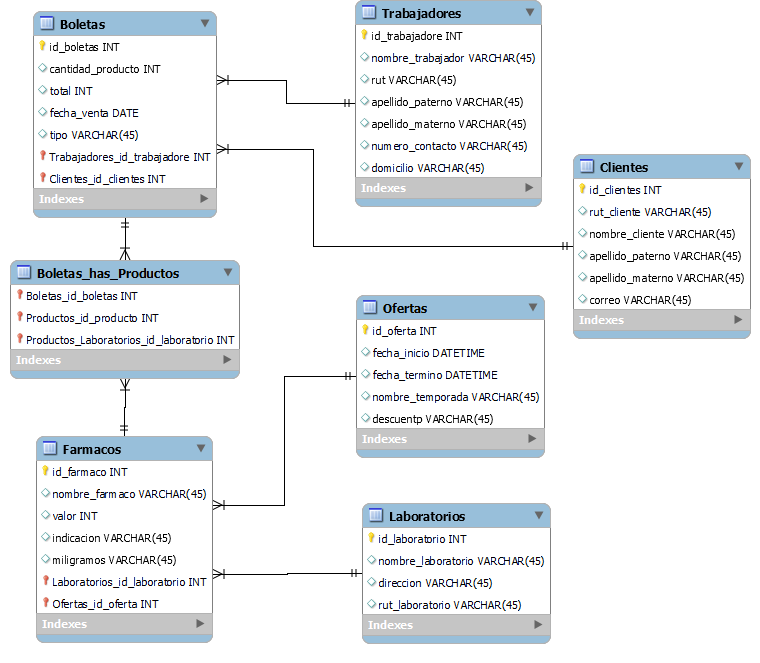 Boletas
id_boletas INT
cantidad_producto INT
total INT
fecha_venta DATE
tipo VARCHAR(45)
Trabajadores_id_trabajadore INT
Clientes_id_clientes INT
Indexes
Trabajadores
id_trabajadore INT
nombre_trabajador VARCHAR(45)
rut VARCHAR(45)
apellido_paterno VARCHAR(45)
apellido_materno VARCHAR(45)
numero_contacto VARCHAR(45)
domicilio VARCHAR(45)
Indexes
Clientes
id_clientes INT
rut_cliente VARCHAR(45)
nombre_cliente VARCHAR(45)
apellido_paterno VARCHAR(45)
apellido_materno VARCHAR(45)
correo VARCHAR(45)
Indexes
Boletas_has_Productos
Boletas_id_boletas INT
Productos_id_producto INT
Productos_Laboratorios_id_laboratorio INT
Indexes
Ofertas
id_oferta INT
fecha_inicio DATETIME
fecha_termino DATETIME
nombre_temporada VARCHAR(45)
descuentp VARCHAR(45)
Indexes
Farmacos
id_farmaco INT
nombre_farmaco VARCHAR(45)
valor INT
indicacion VARCHAR(45)
miligramos VARCHAR(45)
Laboratorios_id_laboratorio INT
Ofertas_id_oferta INT
Indexes
Laboratorios
id_laboratorio INT
nombre_laboratorio VARCHAR(45)
direccion VARCHAR(45)
rut_laboratorio VARCHAR(45)
Indexes